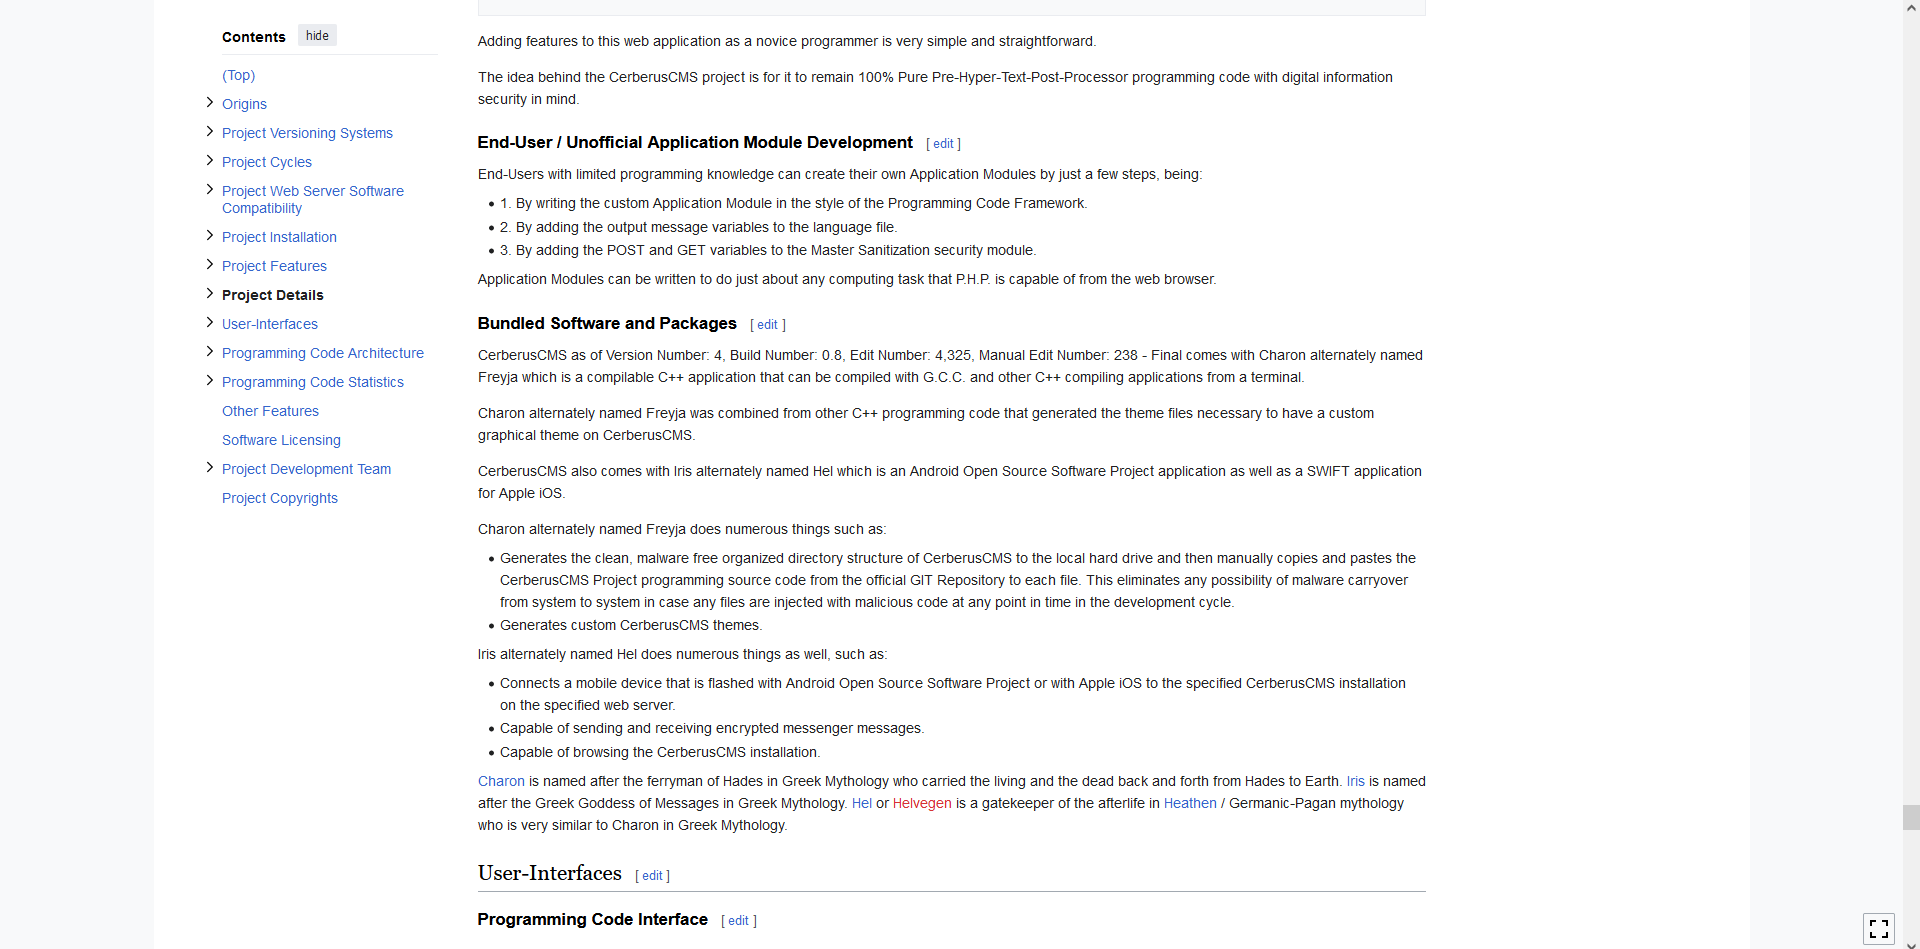 Contents hide
(Top)
Origins
Project Versioning Systems
Project Cycles
Project Web Server Software
Compatibility
Project Installation
Project Features
Project Details
User-Interfaces
Programming Code Architecture
Programming Code Statistics
Other Features
Software Licensing
Project Development Team
Project Copyrights
Adding features to this web application as a novice programmer is very simple and straightforward.
The idea behind the CerberusCMS project is for it to remain 100% Pure Pre-Hyper-Text-Post-Processor programming code with digital information
security in mind.
End-User / Unofficial Application Module Development [ edit ]
End-Users with limited programming knowledge can create their own Application Modules by just a few steps, being:
• 1. By writing the custom Application Module in the style of the Programming Code Framework.
• 2. By adding the output message variables to the language file.
• 3. By adding the POST and GET variables to the Master Sanitization security module.
Application Modules can be written to do just about any computing task that P.H.P. is capable of from the web browser.
Bundled Software and Packages [ edit ]
CerberusCMS as of Version Number: 4, Build Number: 0.8, Edit Number: 4,325, Manual Edit Number: 238 - Final comes with Charon alternately named
Freyja which is a compilable C++ application that can be compiled with G.C.C. and other C++ compiling applications from a terminal.
Charon alternately named Freyja was combined from other C++ programming code that generated the theme files necessary to have a custom
graphical theme on CerberusCMS.
CerberusCMS also comes with Iris alternately named Hel which is an Android Open Source Software Project application as well as a SWIFT application
for Apple iOS.
Charon alternately named Freyja does numerous things such as:
• Generates the clean, malware free organized directory structure of CerberusCMS to the local hard drive and then manually copies and pastes the
CerberusCMS Project programming source code from the official GIT Repository to each file. This eliminates any possibility of malware carryover
from system to system in case any files are injected with malicious code at any point in time in the development cycle.
• Generates custom CerberusCMS themes.
Iris alternately named Hel does numerous things as well, such as:
• Connects a mobile device that is flashed with Android Open Source Software Project or with Apple iOS to the specified CerberusCMS installation
on the specified web server.
• Capable of sending and receiving encrypted messenger messages.
• Capable of browsing the CerberusCMS installation.
Charon is named after the ferryman of Hades in Greek Mythology who carried the living and the dead back and forth from Hades to Earth. Iris is named
after the Greek Goddess of Messages in Greek Mythology. Hel or Helvegen is a gatekeeper of the afterlife in Heathen / Germanic-Pagan mythology
who is very similar to Charon in Greek Mythology.
User-Interfaces [ edit ]
Programming Code Interface [ edit ]